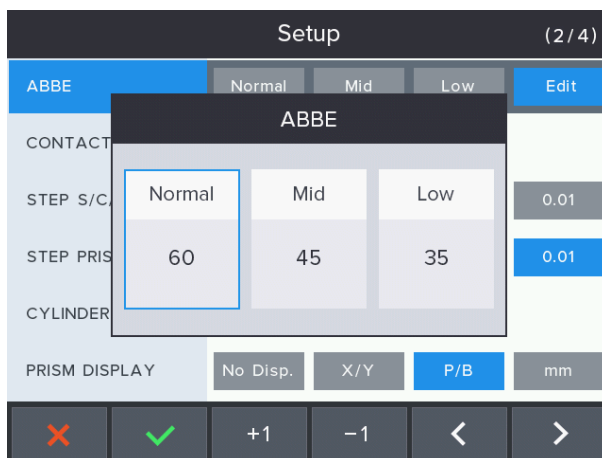 Setup (2/4)
ABBE Normal Mid Low Edit
ABBE
CONTACT
Normal Mid Low
STEP S/C/ 0.01
60 45 35
STEP PRIS 0.01
CYLINDER
PRISM DISPLAY No Disp. X/Y P/B mm
+1 −1